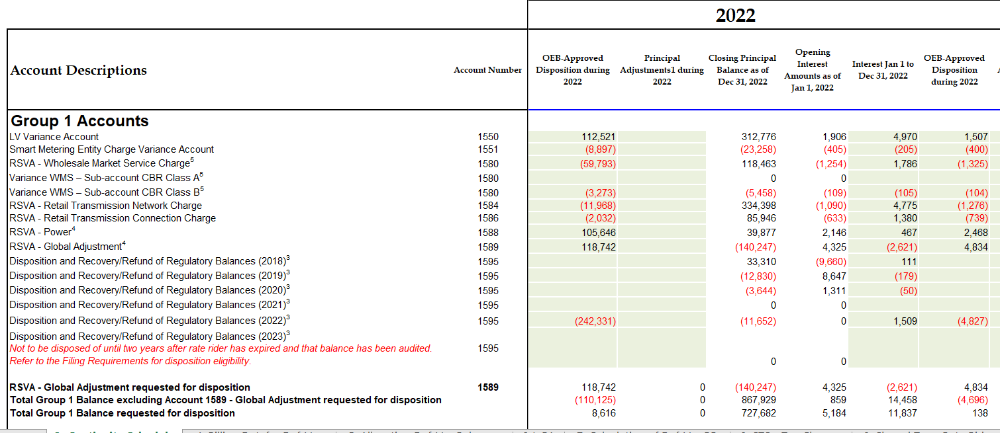 2022
Account Descriptions Account Number OEB-Approved Disposition during 2022 Principal Adjustments1 during 2022 Closing Principal Balance as of Dec 31, 2022 Opening Interest Amounts as of Jan 1, 2022 Interest Jan 1 to Dec 31, 2022 OEB-Approved Disposition during 2022
Group 1 Accounts
LV Variance Account 1550 112,521 312,776 1,906 4,970 1,507
Smart Metering Entity Charge Variance Account 1551 (8,897) (23,258) (405) (205) (400)
RSVA - Wholesale Market Service Charge5 1580 (59,793) 118,463 (1,254) 1,786 (1,325)
Variance WMS – Sub-account CBR Class A5 1580 0 0
Variance WMS – Sub-account CBR Class B5 1580 (3,273) (5,458) (109) (105) (104)
RSVA - Retail Transmission Network Charge 1584 (11,968) 334,398 (1,090) 4,775 (1,276)
RSVA - Retail Transmission Connection Charge 1586 (2,032) 85,946 (633) 1,380 (739)
RSVA - Power4 1588 105,646 39,877 2,146 467 2,468
RSVA - Global Adjustment4 1589 118,742 (140,247) 4,325 (2,621) 4,834
Disposition and Recovery/Refund of Regulatory Balances (2018)3 1595 33,310 (9,660) 111
Disposition and Recovery/Refund of Regulatory Balances (2019)3 1595 (12,830) 8,647 (179)
Disposition and Recovery/Refund of Regulatory Balances (2020)3 1595 (3,644) 1,311 (50)
Disposition and Recovery/Refund of Regulatory Balances (2021)3 1595 0 0
Disposition and Recovery/Refund of Regulatory Balances (2022)3 1595 (242,331) (11,652) 0 1,509 (4,827)
Disposition and Recovery/Refund of Regulatory Balances (2023)3
Not to be disposed of until two years after rate rider has expired and that balance has been audited. 1595
Refer to the Filing Requirements for disposition eligibility. 0 0
RSVA - Global Adjustment requested for disposition 1589 118,742 0 (140,247) 4,325 (2,621) 4,834
Total Group 1 Balance excluding Account 1589 - Global Adjustment requested for disposition (110,125) 0 867,929 859 14,458 (4,696)
Total Group 1 Balance requested for disposition 8,616 0 727,682 5,184 11,837 138